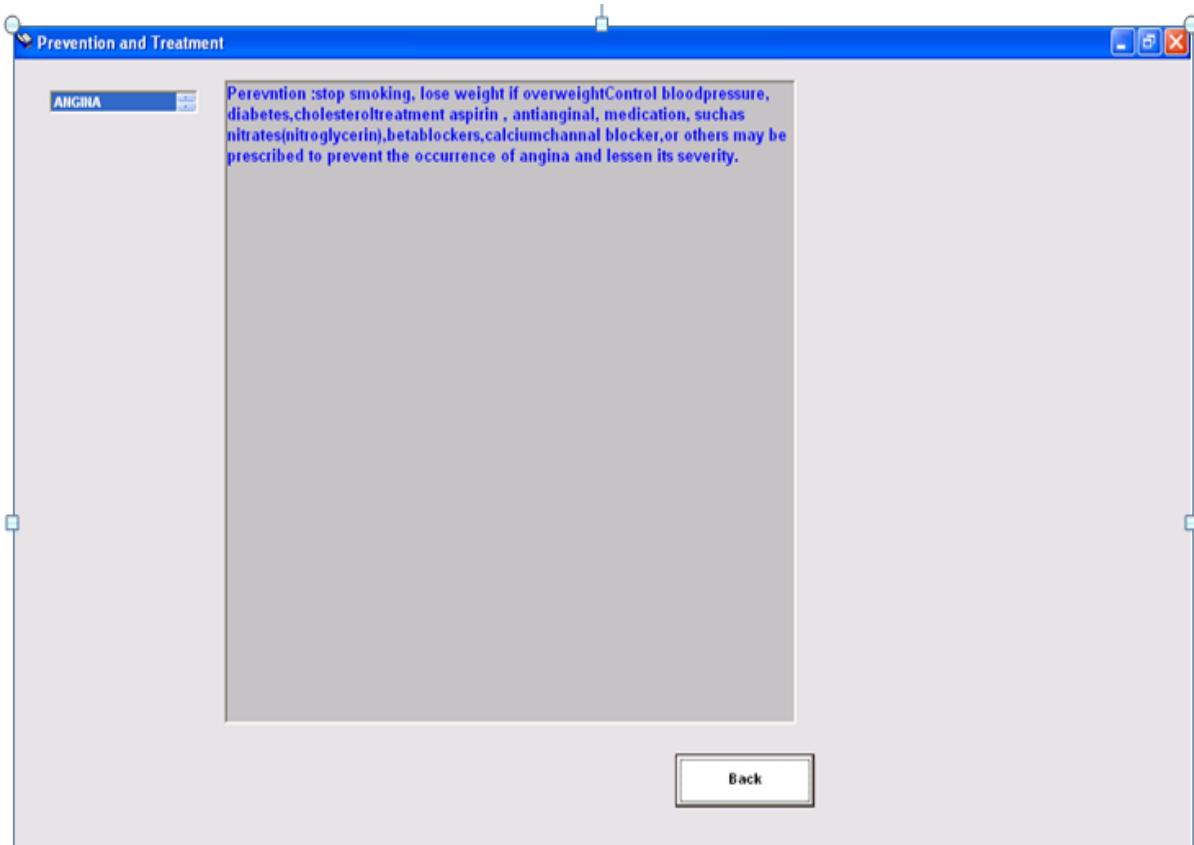 Prevention and Treatment
ANGINA
Perevntion :stop smoking, lose weight if overweightControl bloodpressure,
diabetes,cholesteroltreatment aspirin , antianginal, medication, suchas
nitrates(nitroglycerin),betablockers,calciumchannal blocker,or others may be
prescribed to prevent the occurrence of angina and lessen its severity.
Back